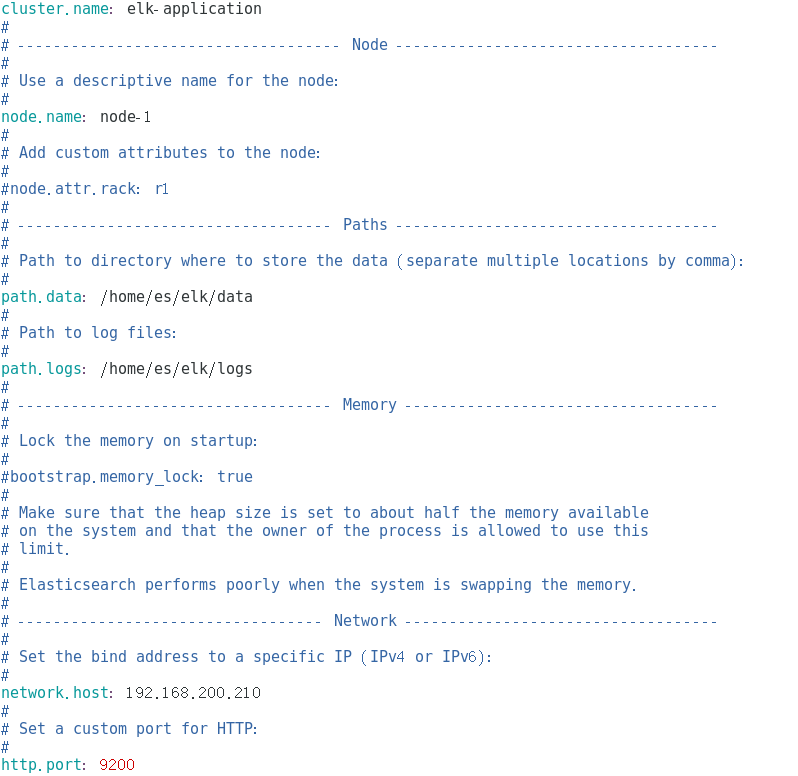 cluster.name: elk-application
#
# ------------------------------------ Node ------------------------------------
#
# Use a descriptive name for the node:
#
node.name: node-1
#
# Add custom attributes to the node:
#
#node.attr.rack: r1
#
# ----------------------------------- Paths ------------------------------------
#
# Path to directory where to store the data (separate multiple locations by comma):
#
path.data: /home/es/elk/data
#
# Path to log files:
#
path.logs: /home/es/elk/logs
#
# ----------------------------------- Memory -----------------------------------
#
# Lock the memory on startup:
#
#bootstrap.memory_lock: true
#
# Make sure that the heap size is set to about half the memory available
# on the system and that the owner of the process is allowed to use this
# limit.
#
# Elasticsearch performs poorly when the system is swapping the memory.
#
# ---------------------------------- Network -----------------------------------
#
# Set the bind address to a specific IP (IPv4 or IPv6):
#
network.host: 192.168.200.210
#
# Set a custom port for HTTP:
#
http.port: 9200